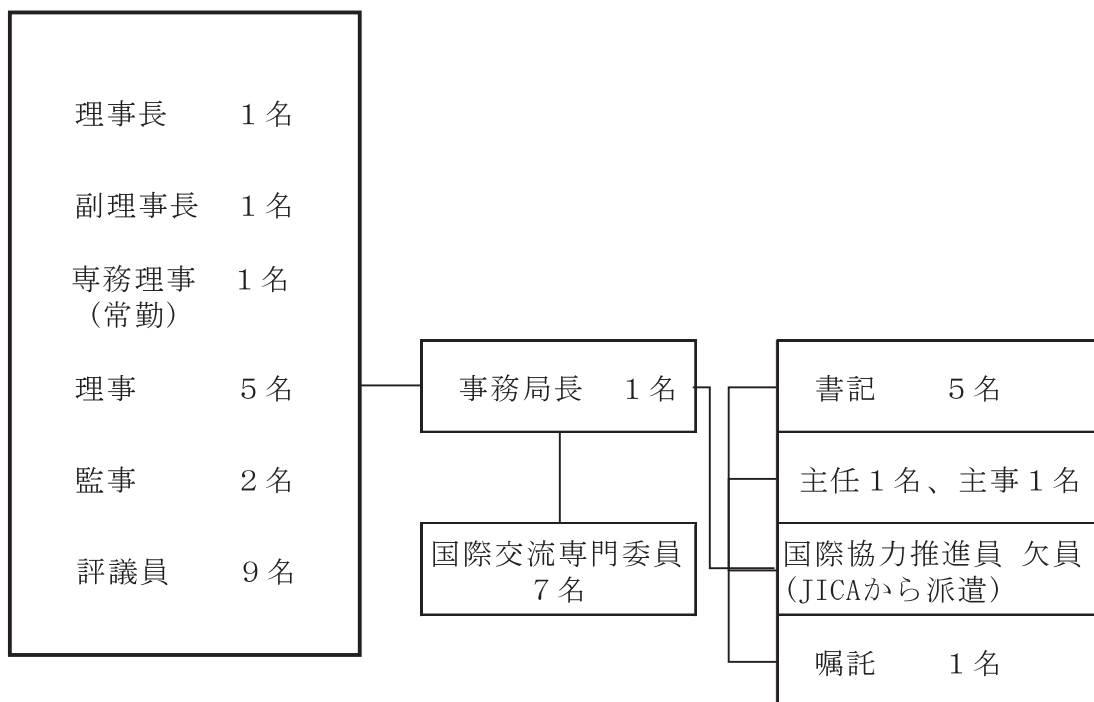 理事長 1名
副理事長 1名
専務理事 1名
(常勤)
理事 5名
監事 2名
評議員 9名
事務局長 1名
国際交流専門委員
7名
書記 5名
主任1名、主事1名
国際協力推進員 欠員
(JICAから派遣)
嘱託 1名